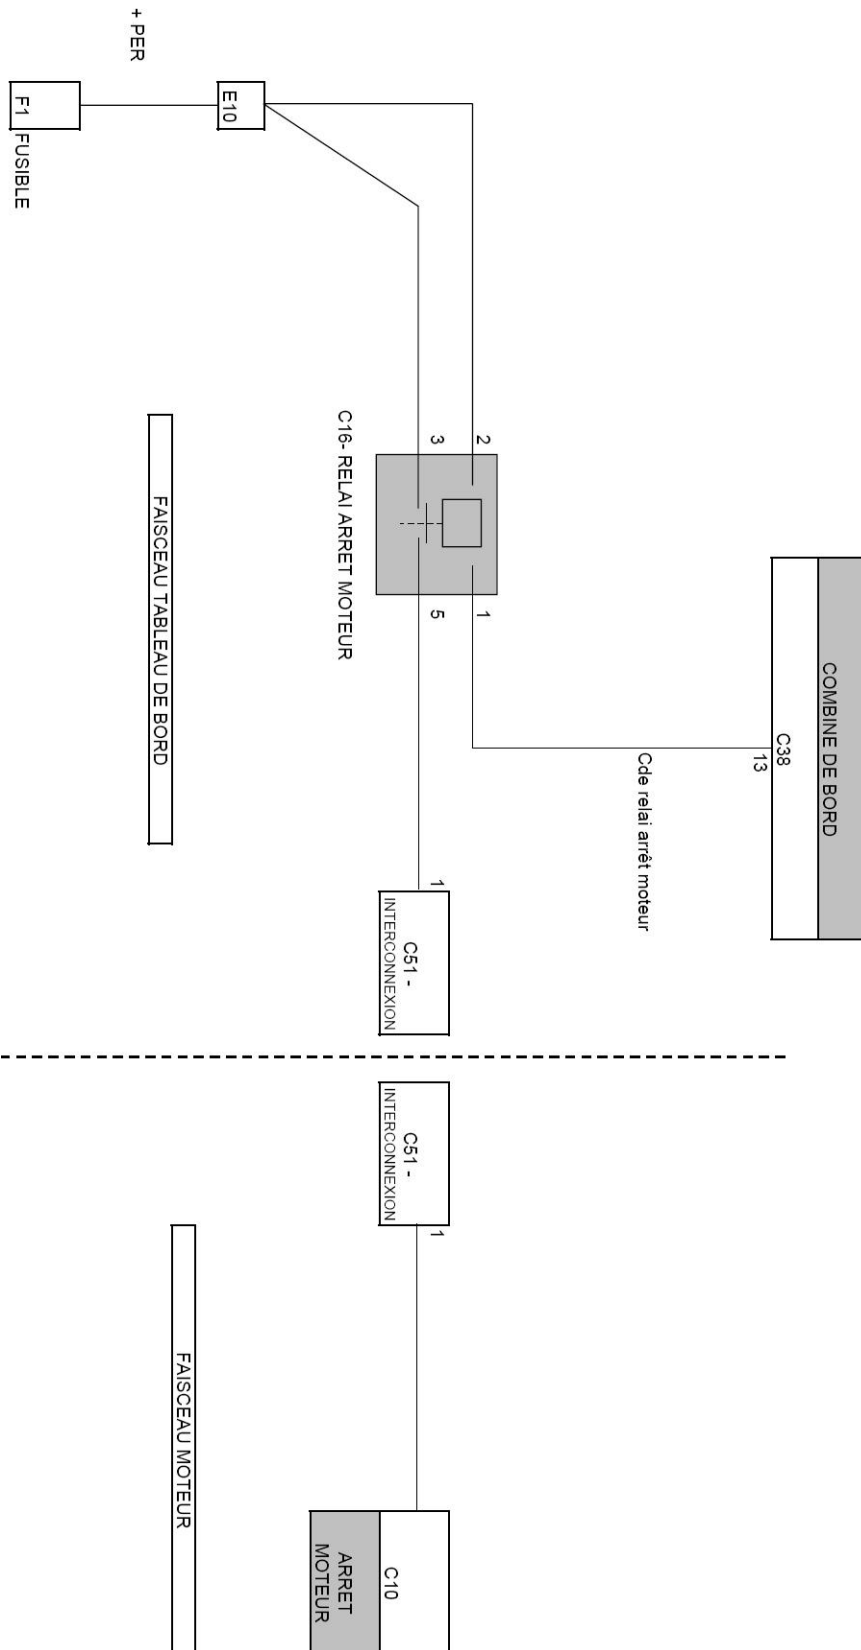 COMBINE DE BORD
C38
13
Cde relai arrêt moteur
2
1
3
5
C16- RELAI ARRET MOTEUR
1
C51 -
INTERCONNEXION
C51 -
INTERCONNEXION
1
C10
ARRET
MOTEUR
E10
+ PER
F1 FUSIBLE
FAISCEAU TABLEAU DE BORD
FAISCEAU MOTEUR